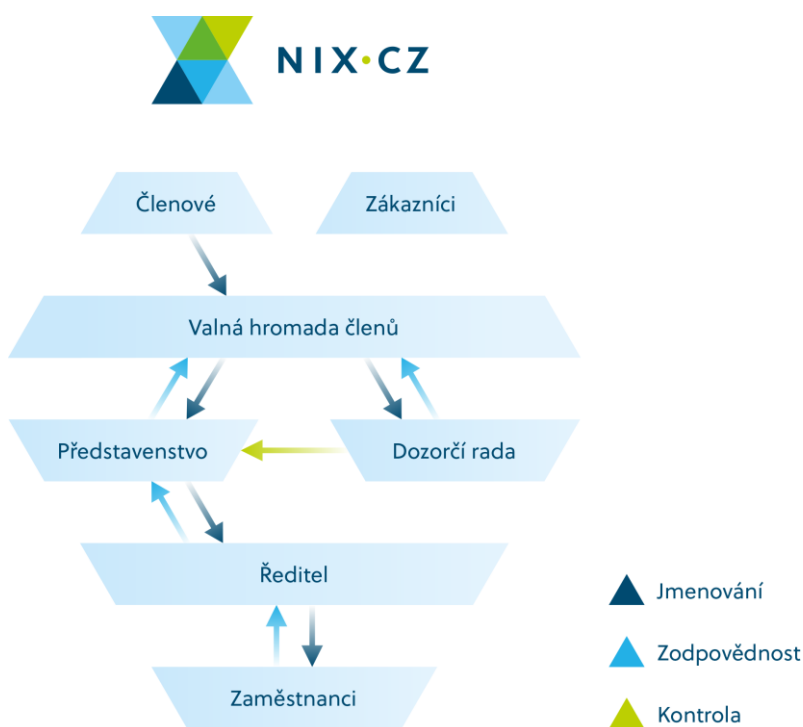 NIX.CZ
Členové
Zákazníci
Valná hromada členů
Představenstvo
Dozorčí rada
Ředitel
Zaměstnanci
Jmenování
Zodpovědnost
Kontrola